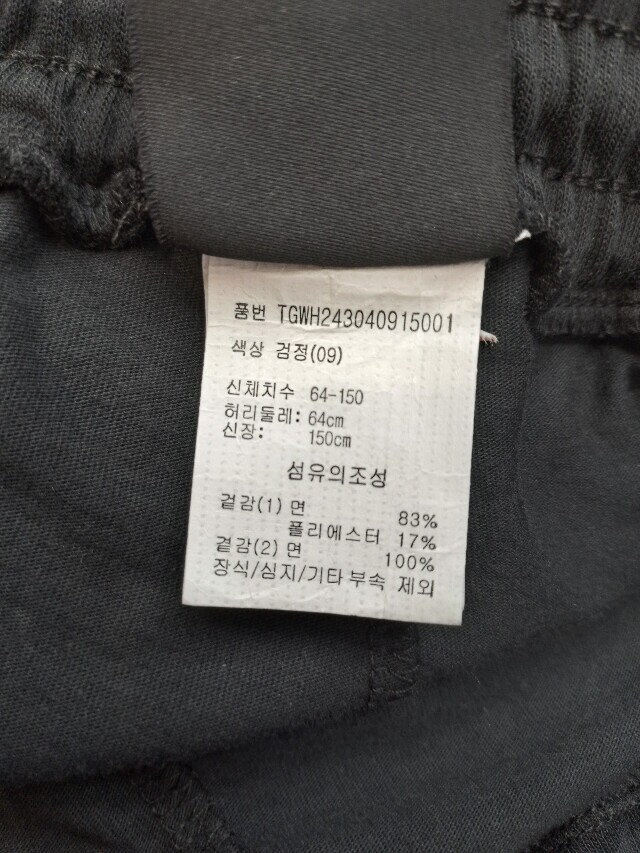 품번 TGWH243040915001
색상 검정(09)
신체치수 64-150
허리둘레: 64cm
신장: 150cm
섬유의조성
겉감(1) 면 83%
폴리에스터 17%
겉감(2) 면 100%
장식/심지/기타 부속 제외